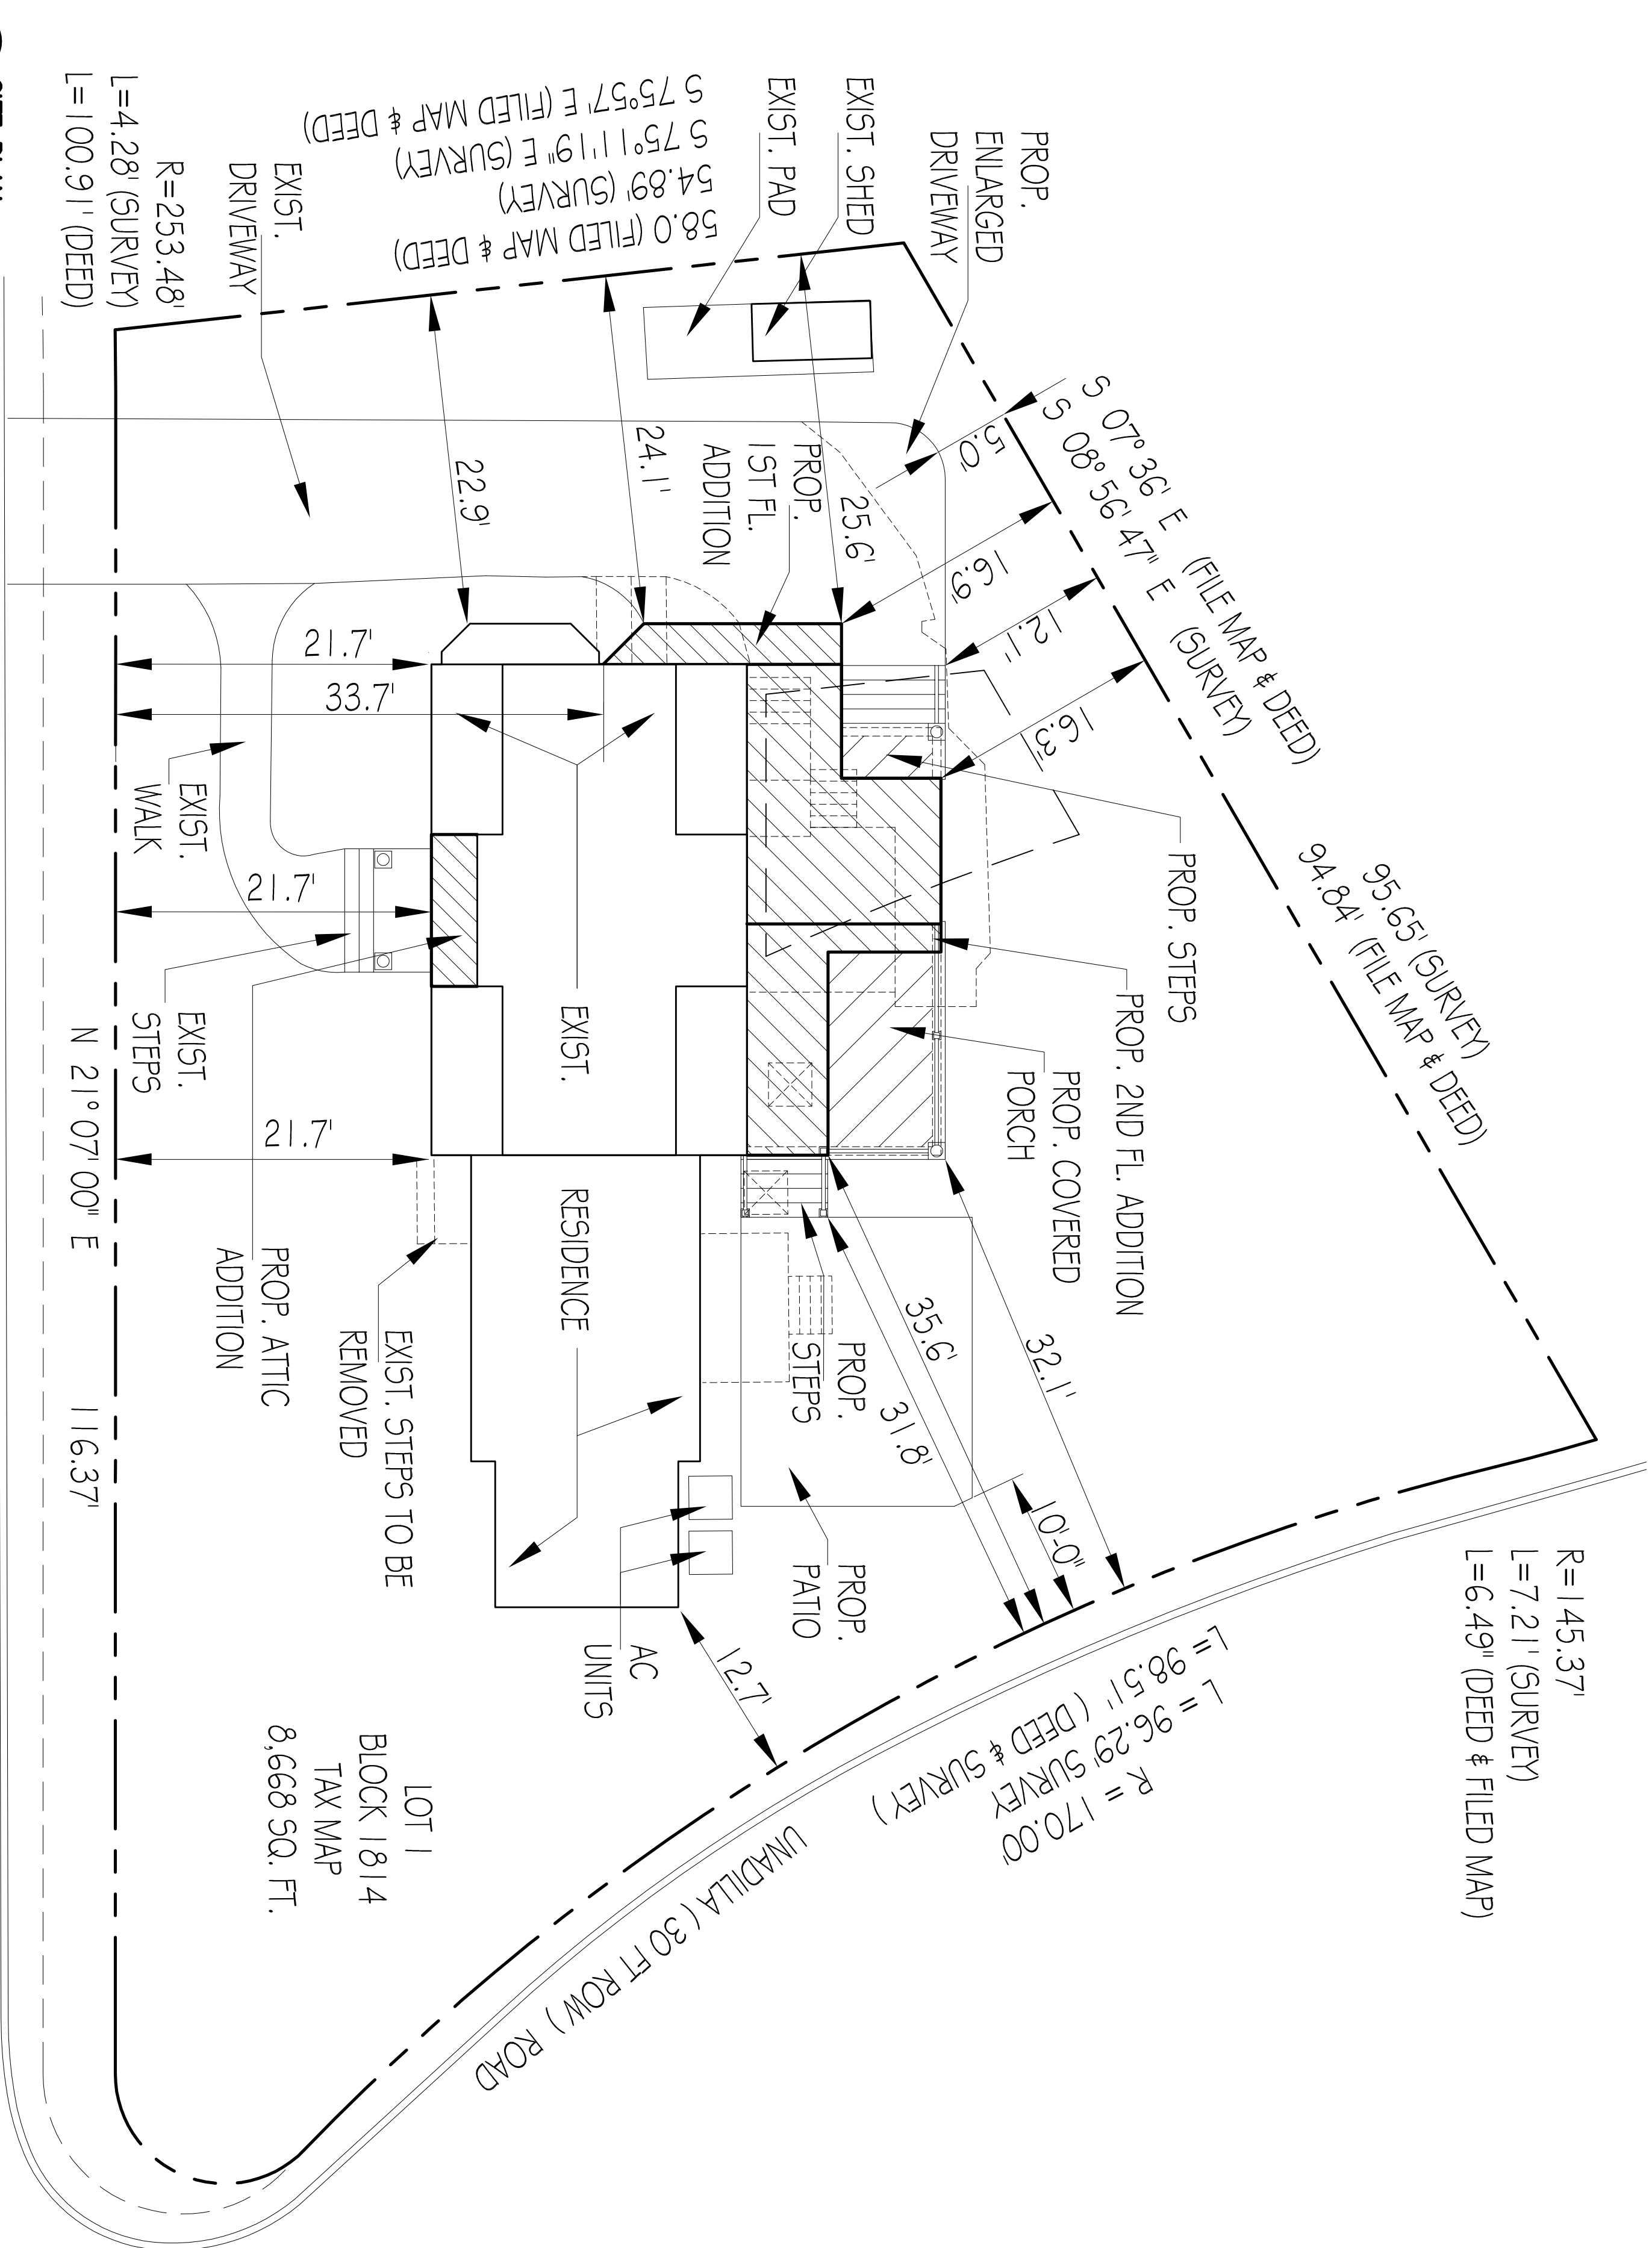 R=145.37'
L=7.21' (SURVEY)
L=6.49" (DEED & FILED MAP)
S 07° 36' E (FILE MAP & DEED)
S 08° 56' 47" E (SURVEY)
95.65' (SURVEY)
94.84' (FILE MAP & DEED)
PROP.
ENLARGED
DRIVEWAY
EXIST. SHED
EXIST. PAD
58.0 (FILED MAP & DEED)
54.89' (SURVEY)
S 75°11'19" E (SURVEY)
S 75°57' E (FILED MAP & DEED)
EXIST.
DRIVEWAY
R=253.48'
L=4.28' (SURVEY)
L=100.91' (DEED)
5.0'
16.9'
12.1'
16.3'
25.6'
24.1'
22.9'
PROP.
1ST FL.
ADDITION
PROP. STEPS
PROP. 2ND FL. ADDITION
PROP. COVERED
PORCH
32.1'
35.6'
31.8'
10'-0"
12.7'
PROP.
STEPS
PROP.
PATIO
AC
UNITS
EXIST.
RESIDENCE
21.7'
33.7'
21.7'
21.7'
EXIST.
WALK
EXIST.
STEPS
PROP. ATTIC
ADDITION
EXIST. STEPS TO BE
REMOVED
L = 98.51' ( DEED & SURVEY )
L = 96.29' SURVEY
R = 170.00'
UNADILLA ( 30 FT ROW ) ROAD
LOT 1
BLOCK 1814
TAX MAP
8,668 SQ. FT.
N 21° 07' 00" E 116.37'